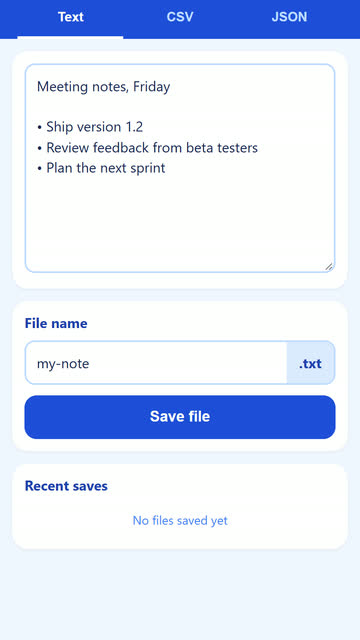 Text CSV JSON
Meeting notes, Friday
• Ship version 1.2
• Review feedback from beta testers
• Plan the next sprint
File name
my-note .txt
Save file
Recent saves
No files saved yet